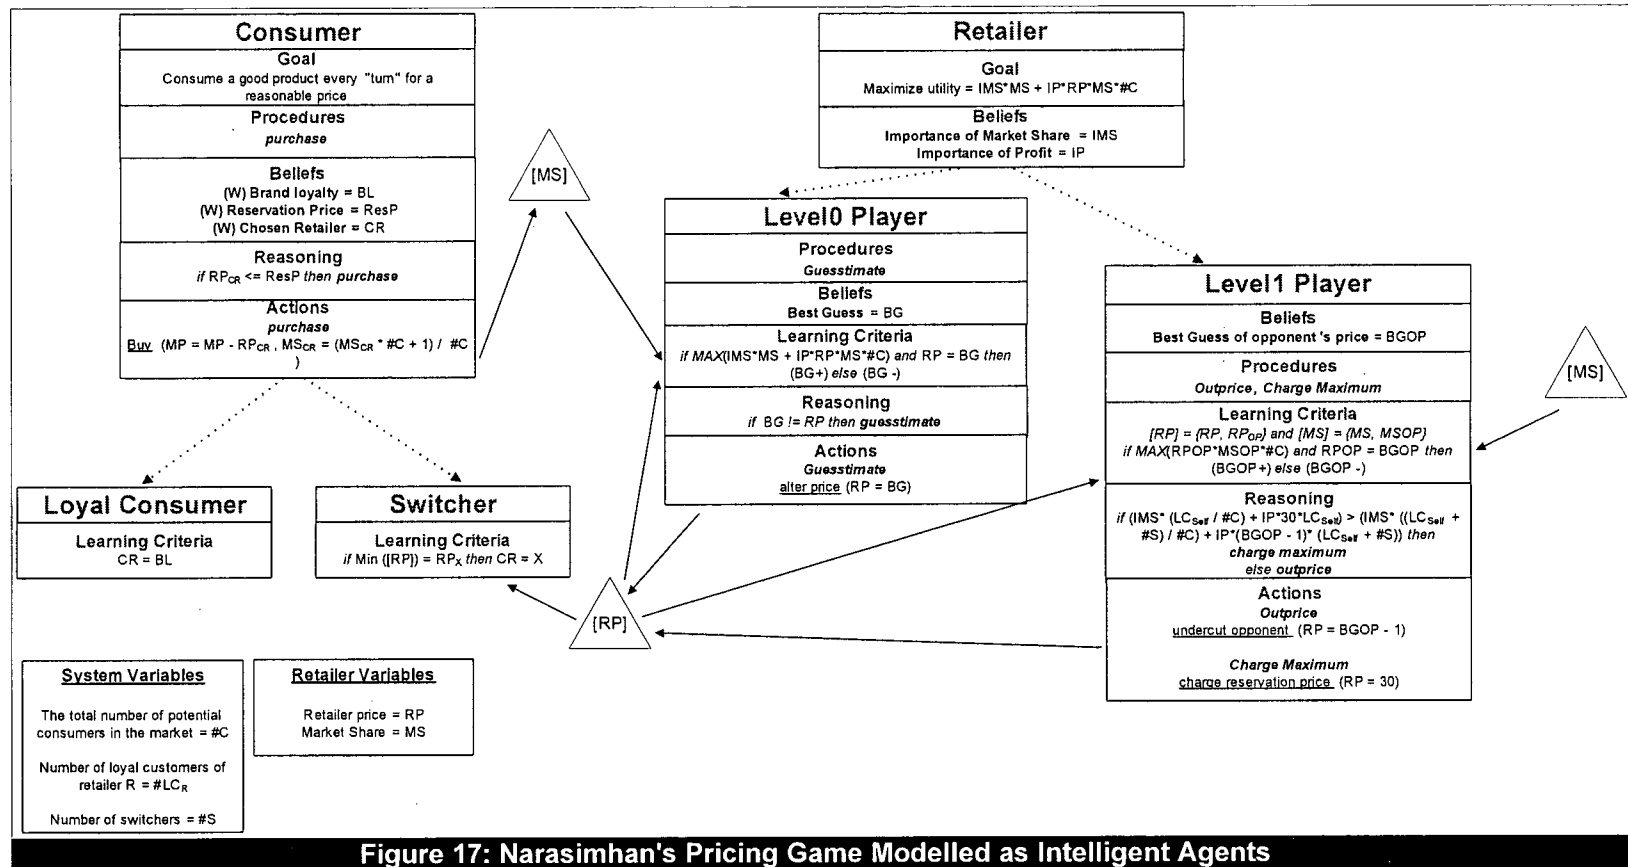 Consumer
Goal
Consume a good product every "turn" for a
reasonable price
Procedures
purchase
Beliefs
(W) Brand loyalty = BL
(W) Reservation Price = ResP
(W) Chosen Retailer = CR
Reasoning
if RPCR <= ResP then purchase
Actions
purchase
Buy (MP = MP - RPCR , MSCR = (MSCR * #C + 1) / #C
)
[MS]
Retailer
Goal
Maximize utility = IMS*MS + IP*RP*MS*#C
Beliefs
Importance of Market Share = IMS
Importance of Profit = IP
Level0 Player
Procedures
Guesstimate
Beliefs
Best Guess = BG
Learning Criteria
if MAX(IMS*MS + IP*RP*MS*#C) and RP = BG then
(BG+) else (BG -)
Reasoning
if BG != RP then guesstimate
Actions
Guesstimate
alter price (RP = BG)
Level1 Player
Beliefs
Best Guess of opponent's price = BGOP
Procedures
Outprice, Charge Maximum
Learning Criteria
[RP] = {RP, RPOP} and [MS] = {MS, MSOP}
if MAX(RPOP*MSOP*#C) and RPOP = BGOP then
(BGOP+) else (BGOP -)
Reasoning
if (IMS* (LCSelf / #C) + IP*30*LCSelf) > (IMS* ((LCSelf +
#S) / #C) + IP*(BGOP - 1)* (LCSelf + #S)) then
charge maximum
else outprice
Actions
Outprice
undercut opponent (RP = BGOP - 1)
Charge Maximum
charge reservation price (RP = 30)
[MS]
Loyal Consumer
Learning Criteria
CR = BL
Switcher
Learning Criteria
if Min ([RP]) = RPX then CR = X
[RP]
System Variables
The total number of potential
consumers in the market = #C
Number of loyal customers of
retailer R = #LCR
Number of switchers = #S
Retailer Variables
Retailer price = RP
Market Share = MS
Figure 17: Narasimhan's Pricing Game Modelled as Intelligent Agents